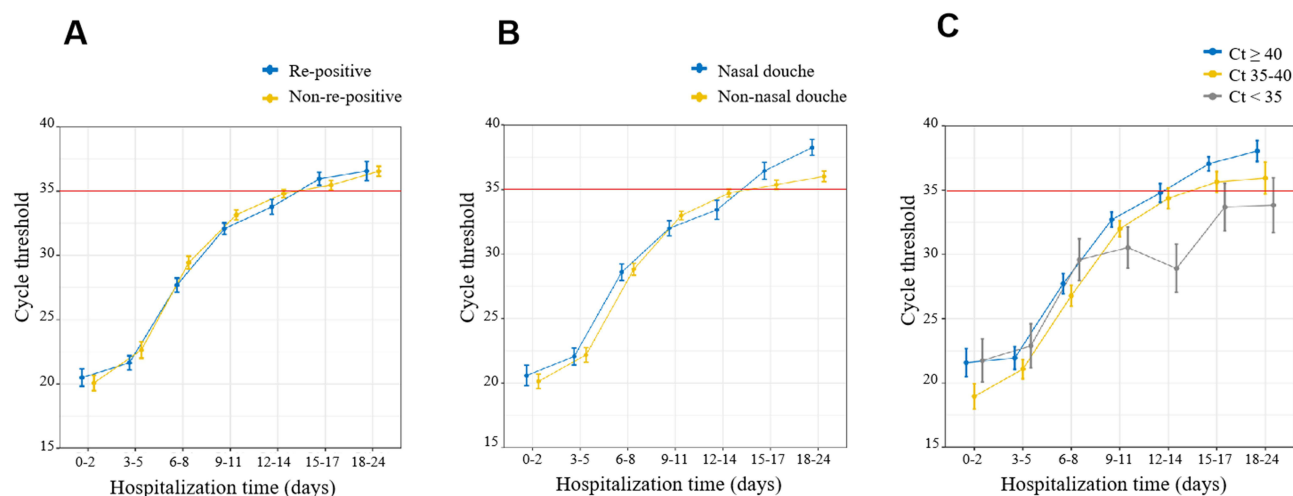 A
Re-positive
Non-re-positive
40
35
30
25
20
15
Cycle threshold
0-2 3-5 6-8 9-11 12-14 15-17 18-24
Hospitalization time (days)
B
Nasal douche
Non-nasal douche
40
35
30
25
20
15
Cycle threshold
0-2 3-5 6-8 9-11 12-14 15-17 18-24
Hospitalization time (days)
C
Ct ≥ 40
Ct 35-40
Ct < 35
40
35
30
25
20
15
Cycle threshold
0-2 3-5 6-8 9-11 12-14 15-17 18-24
Hospitalization time (days)